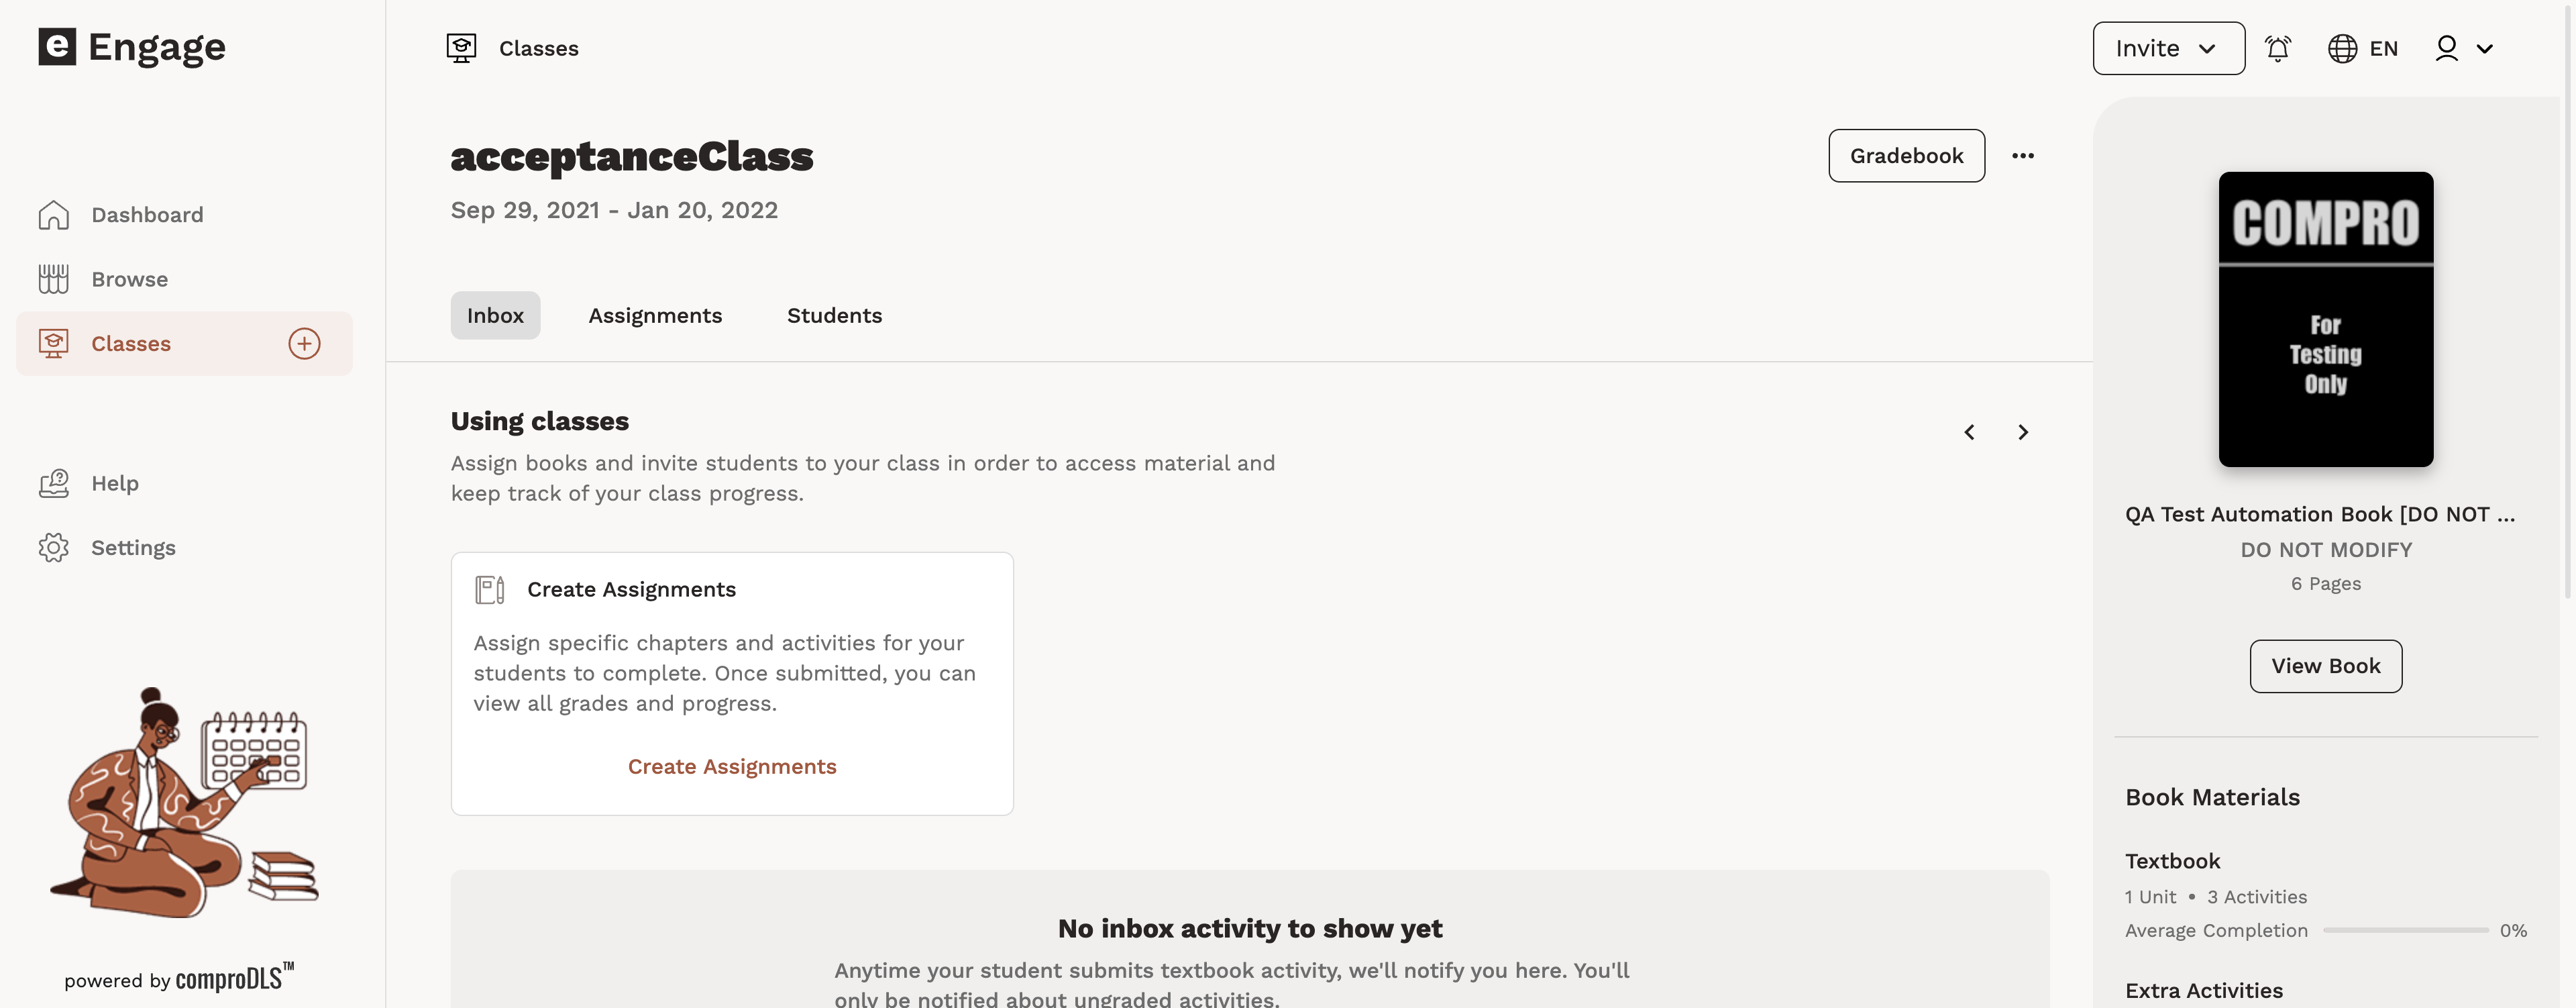 e Engage
Dashboard
Browse
Classes
Help
Settings
powered by comproDLS™
Classes
Invite
EN
acceptanceClass
Sep 29, 2021 - Jan 20, 2022
Gradebook
Inbox
Assignments
Students
Using classes
Assign books and invite students to your class in order to access material and
keep track of your class progress.
Create Assignments
Assign specific chapters and activities for your
students to complete. Once submitted, you can
view all grades and progress.
Create Assignments
No inbox activity to show yet
Anytime your student submits textbook activity, we'll notify you here. You'll
only be notified about ungraded activities.
COMPRO
For
Testing
Only
QA Test Automation Book [DO NOT ...
DO NOT MODIFY
6 Pages
View Book
Book Materials
Textbook
1 Unit • 3 Activities
Average Completion 0%
Extra Activities